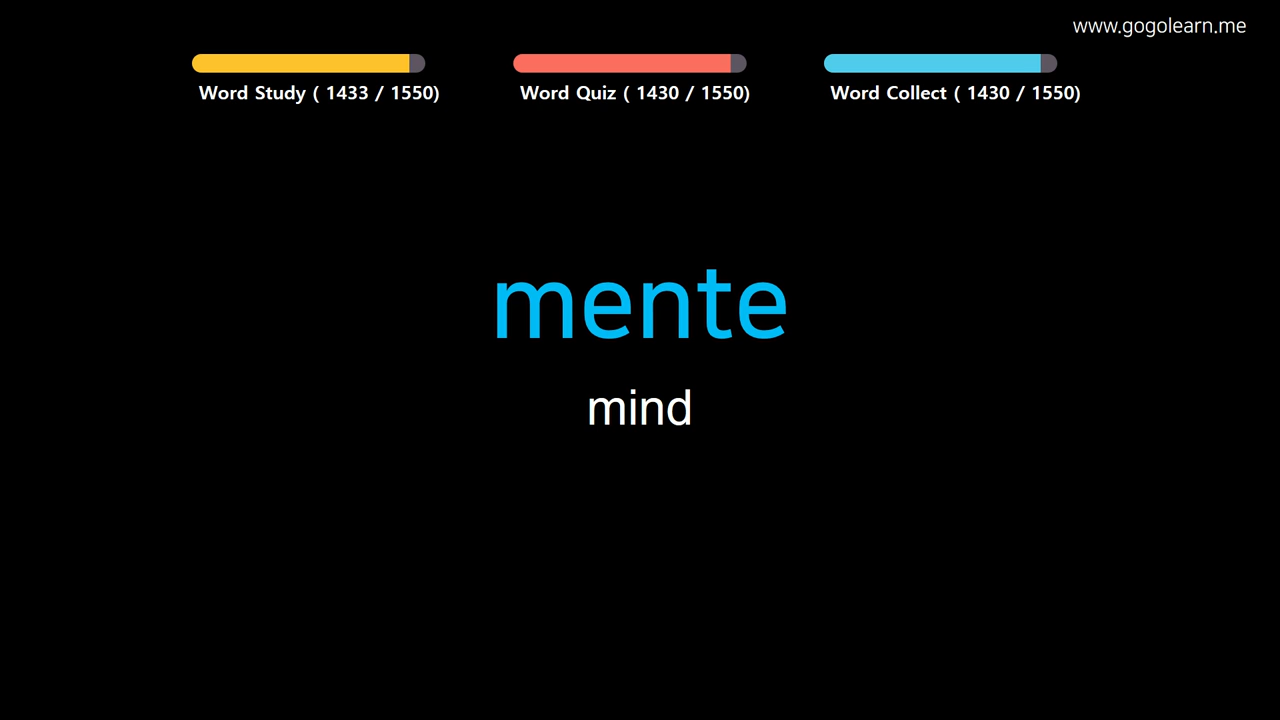 www.gogolearn.me
Word Study ( 1433 / 1550)
Word Quiz ( 1430 / 1550)
Word Collect ( 1430 / 1550)
mente
mind